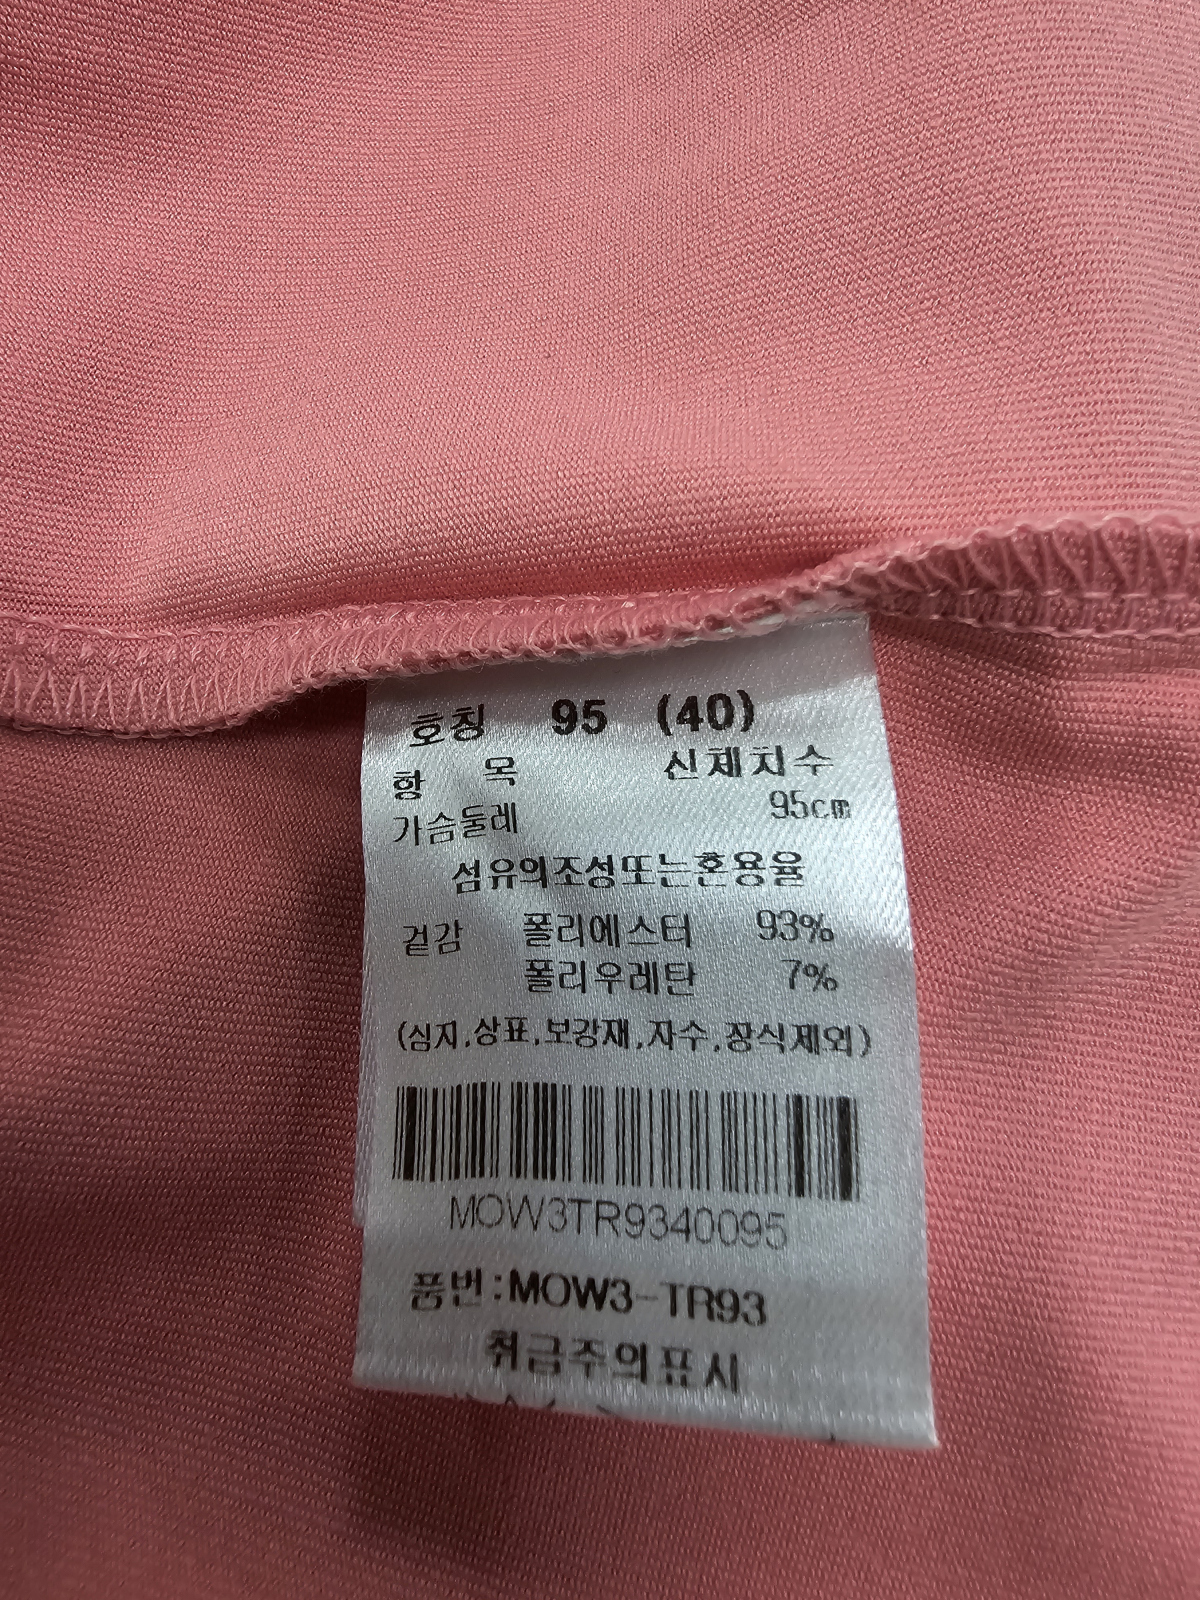 호칭 95 (40)
항 목 신체치수
가슴둘레 95cm
섬유의조성또는혼용율
겉감 폴리에스터 93%
폴리우레탄 7%
(심지,상표,보강재,자수,장식제외)
MOW3TR9340095
품번:MOW3-TR93
취급주의표시